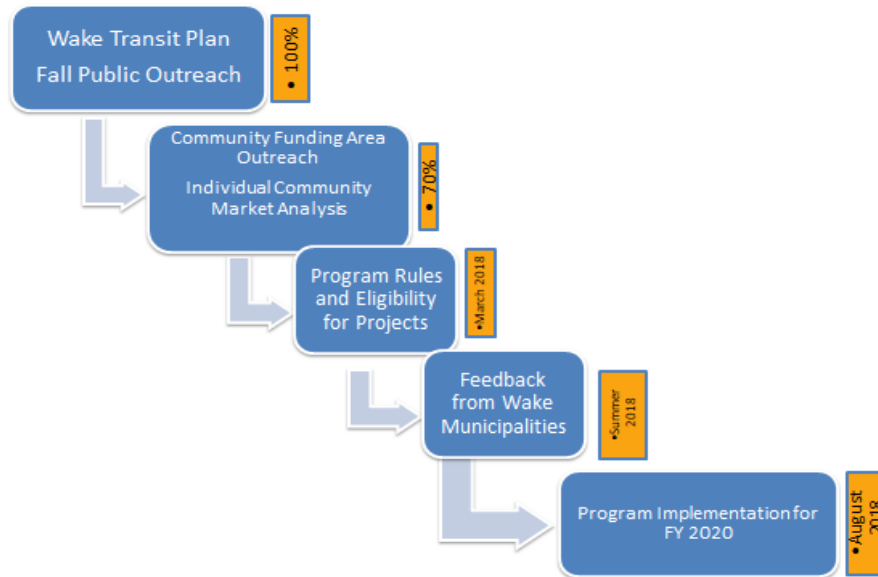 Wake Transit Plan
Fall Public Outreach
• 100%
Community Funding Area
Outreach
Individual Community
Market Analysis
• 70%
Program Rules
and Eligibility
for Projects
•March 2018
Feedback
from Wake
Municipalities
•Summer
2018
Program Implementation for
FY 2020
•August
2018